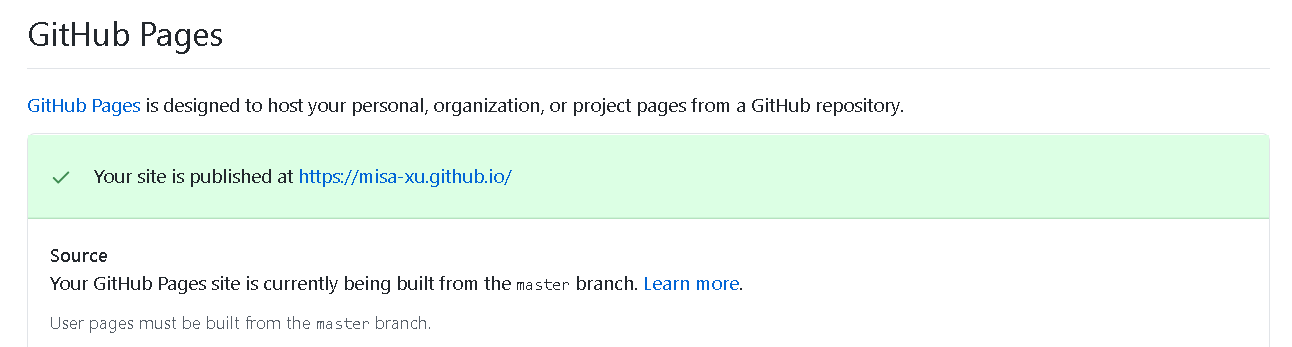 GitHub Pages
GitHub Pages is designed to host your personal, organization, or project pages from a GitHub repository.
Your site is published at https://misa-xu.github.io/
Source
Your GitHub Pages site is currently being built from the master branch. Learn more.
User pages must be built from the master branch.